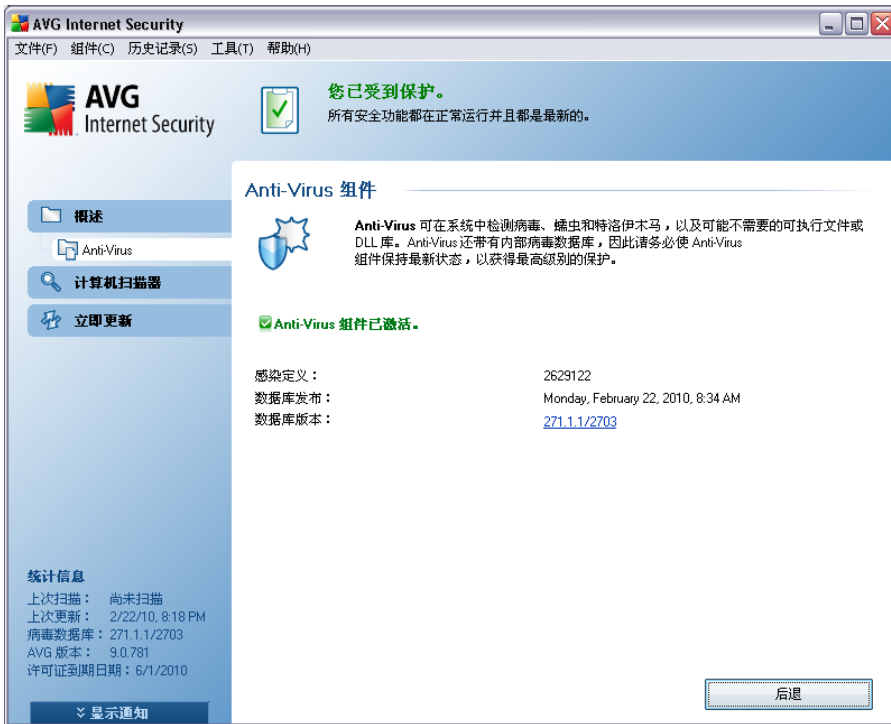 AVG Internet Security
文件(F) 组件(C) 历史记录(S) 工具(T) 帮助(H)
AVG
Internet Security
您已受到保护。
所有安全功能都在正常运行并且都是最新的。
概述
Anti-Virus
计算机扫描器
立即更新
Anti-Virus 组件
Anti-Virus 可在系统中检测病毒、蠕虫和特洛伊木马，以及可能不需要的可执行文件或
DLL 库。Anti-Virus 还带有内部病毒数据库，因此请务必使 Anti-Virus
组件保持最新状态，以获得最高级别的保护。
Anti-Virus 组件已激活。
感染定义： 2629122
数据库发布： Monday, February 22, 2010, 8:34 AM
数据库版本： 271.1.1/2703
统计信息
上次扫描： 尚未扫描
上次更新： 2/22/10, 8:18 PM
病毒数据库：271.1.1/2703
AVG 版本： 9.0.781
许可证到期日期：6/1/2010
显示通知
后退